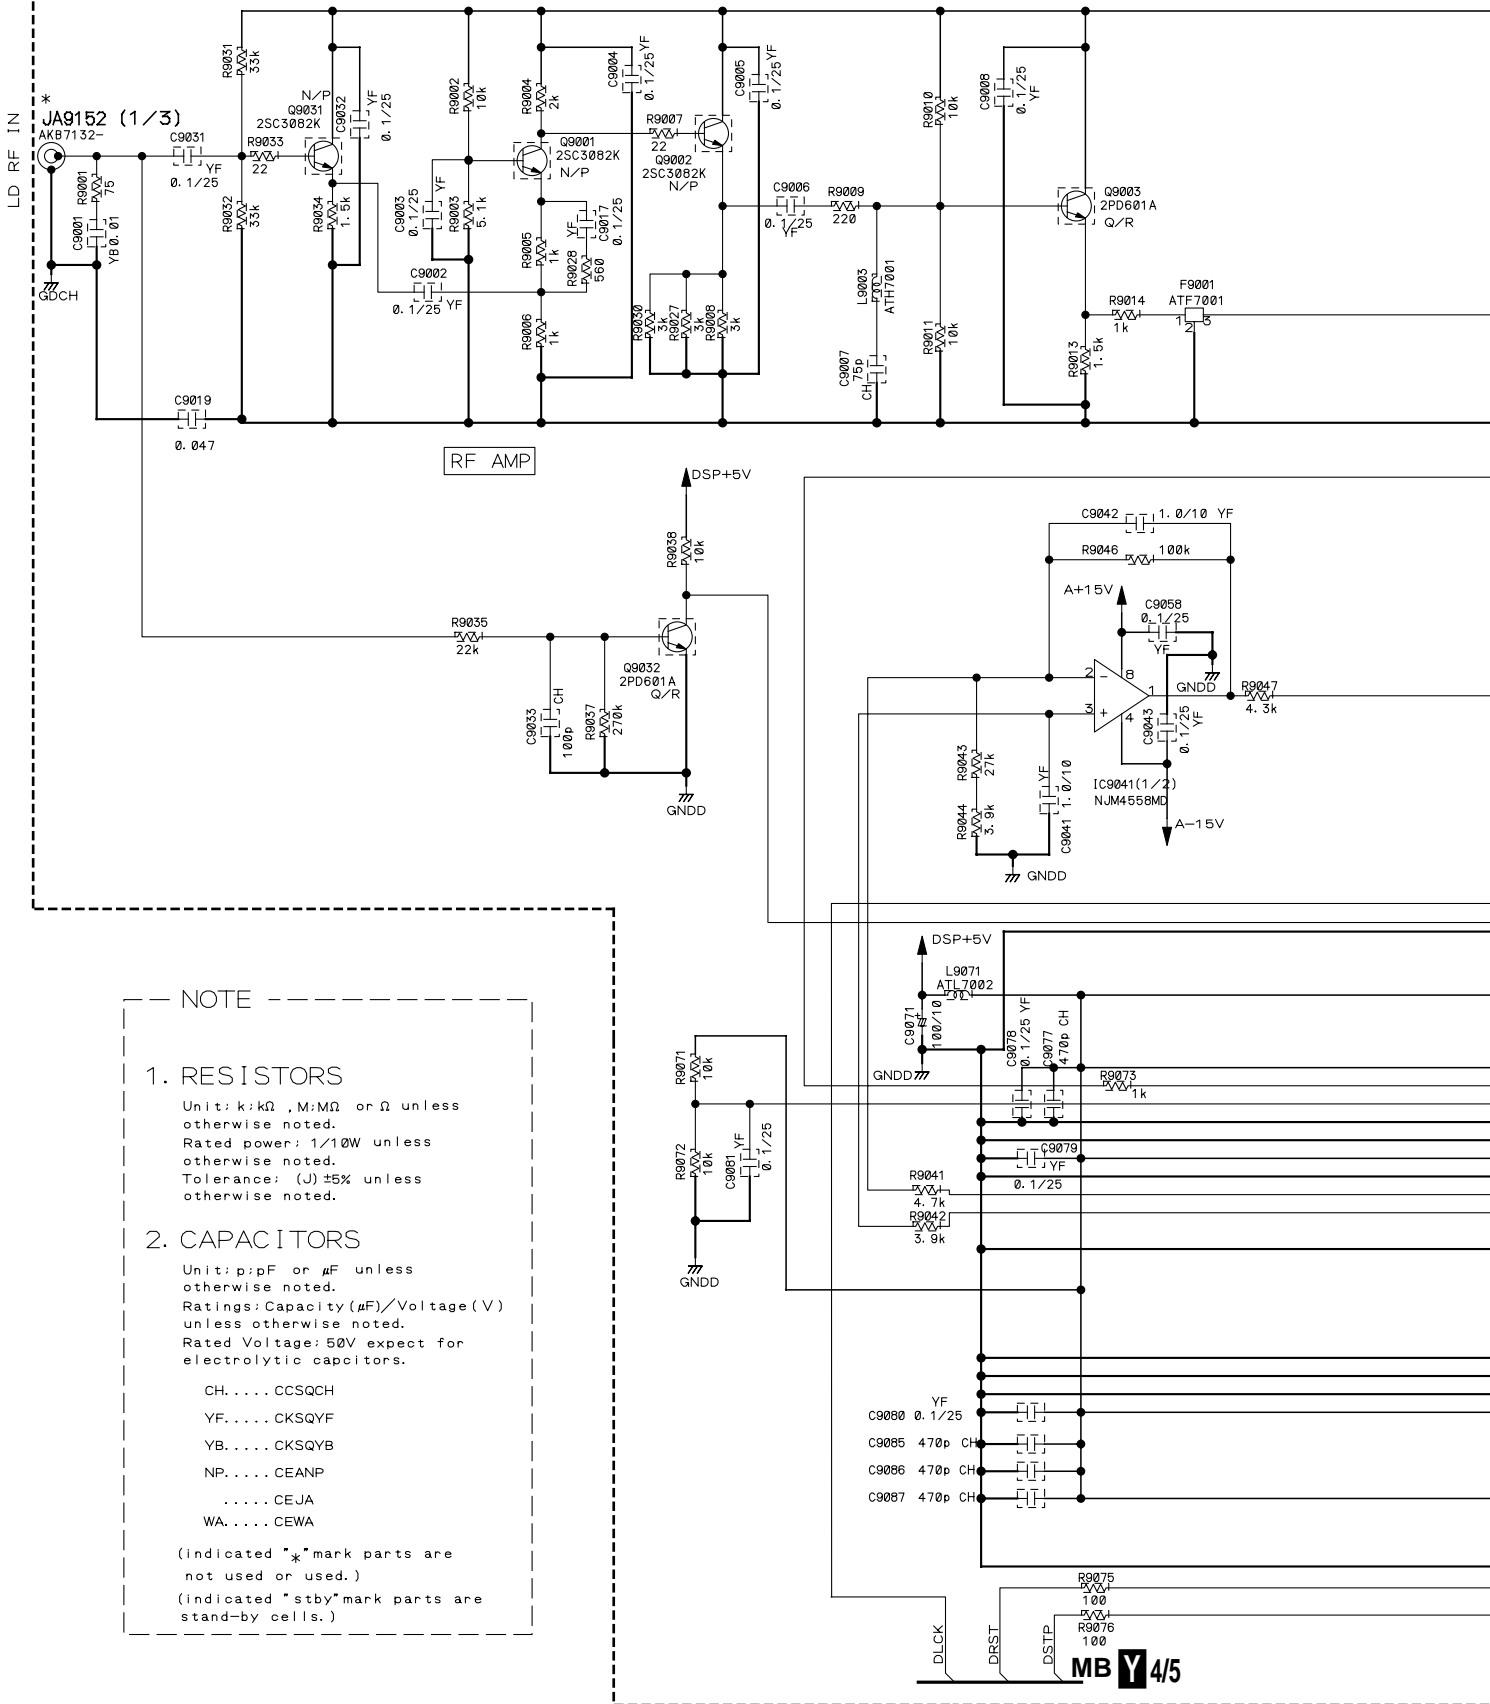 LD RF IN
*
JA9152 (1/3)
AKB7132-
R9001
75
C9001
YB0.01
GDCH
C9031
YF
0.1/25
R9031
33k
R9032
33k
R9033
22
N/P
Q9031
2SC3082K
C9032
YF
0.1/25
R9034
1.5k
C9019
0.047
C9002
0.1/25 YF
R9002
10k
C9003
0.1/25
YF
R9003
5.1k
R9004
2k
Q9001
2SC3082K
N/P
R9005
1k
C9017
YF
0.1/25
R9028
560
R9006
1k
C9004
0.1/25 YF
R9007
22
Q9002
2SC3082K
N/P
C9005
0.1/25 YF
R9030
3k
R9027
3k
R9008
3k
C9006
0.1/25
YF
R9009
220
L9003
ATH7001
C9007
75p
CH
R9010
10k
R9011
10k
C9008
0.1/25
YF
Q9003
2PD601A
Q/R
R9013
1.5k
R9014
1k
F9001
ATF7001
1 2 3
RF AMP
DSP+5V
R9038
10k
R9035
22k
Q9032
2PD601A
Q/R
C9033
100p
CH
R9037
270k
GNDD
C9042 1.0/10 YF
R9046 100k
A+15V
C9058
0.1/25
YF
GNDD
2 −
3 +
8
4
1
R9047
4.3k
C9043
0.1/25
YF
IC9041(1/2)
NJM4558MD
A−15V
R9043
27k
R9044
3.9k
C9041 1.0/10
YF
GNDD
DSP+5V
L9071
ATL7002
C9071
+
100/10
GNDD
C9078
0.1/25 YF
C9077
470p CH
R9073
1k
R9071
10k
R9072
10k
C9081
YF
0.1/25
GNDD
C9079
YF
0.1/25
R9041
4.7k
R9042
3.9k
YF
C9080 0.1/25
C9085 470p CH
C9086 470p CH
C9087 470p CH
R9075
100
R9076
100
DLCK
DRST
DSTP
MB Y 4/5
NOTE
1. RESISTORS
Unit: k:kΩ , M:MΩ or Ω unless
otherwise noted.
Rated power: 1/10W unless
otherwise noted.
Tolerance: (J) ±5% unless
otherwise noted.
2. CAPACITORS
Unit: p:pF or μF unless
otherwise noted.
Ratings:Capacity(μF)/Voltage(V)
unless otherwise noted.
Rated Voltage: 50V expect for
electrolytic capcitors.
CH.....CCSQCH
YF.....CKSQYF
YB.....CKSQYB
NP.....CEANP
.....CEJA
WA.....CEWA
(indicated "*"mark parts are
not used or used.)
(indicated "stby"mark parts are
stand-by cells.)